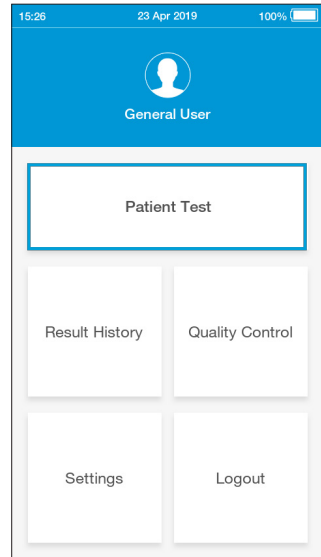 15:26 23 Apr 2019 100%
General User
Patient Test
Result History Quality Control
Settings Logout